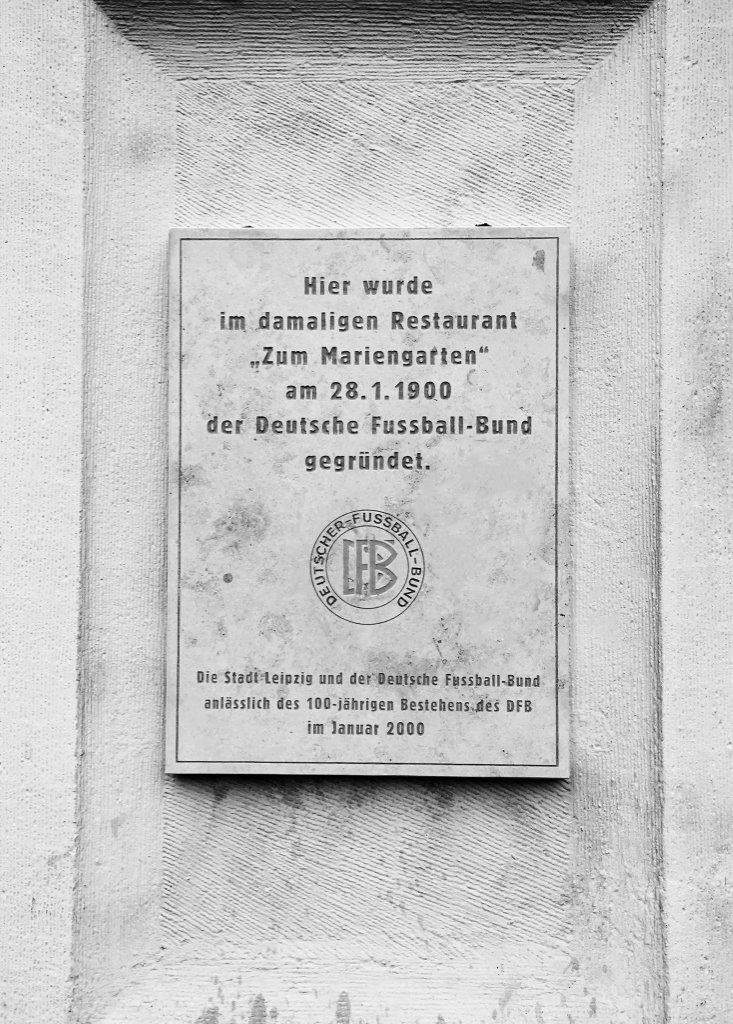 Hier wurde
im damaligen Restaurant
„Zum Mariengarten“
am 28.1.1900
der Deutsche Fussball-Bund
gegründet.
DEUTSCHER-FUSSBALL-BUND
DFB
Die Stadt Leipzig und der Deutsche Fussball-Bund
anlässlich des 100-jährigen Bestehens des DFB
im Januar 2000